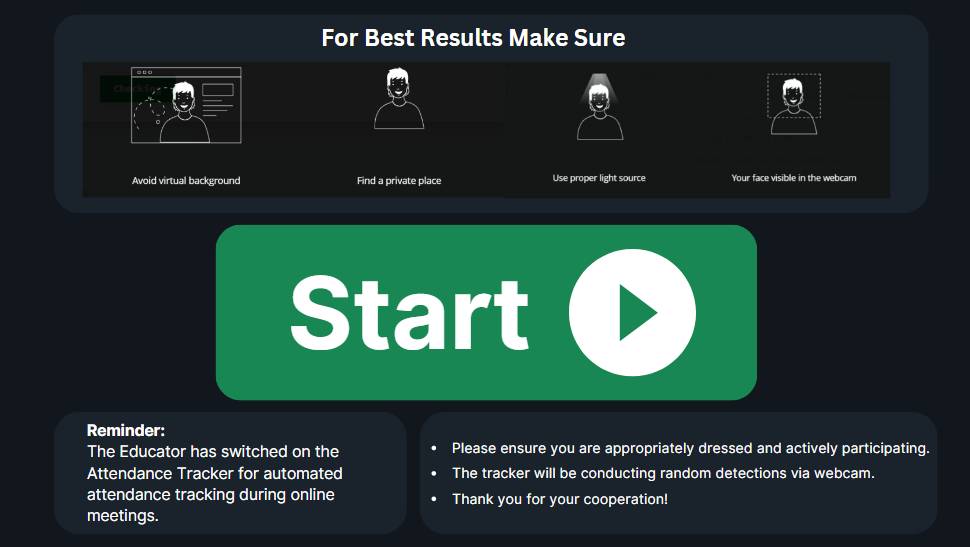 For Best Results Make Sure
Avoid virtual background
Find a private place
Use proper light source
Your face visible in the webcam
Start
Reminder:
The Educator has switched on the
Attendance Tracker for automated
attendance tracking during online
meetings.
• Please ensure you are appropriately dressed and actively participating.
• The tracker will be conducting random detections via webcam.
• Thank you for your cooperation!